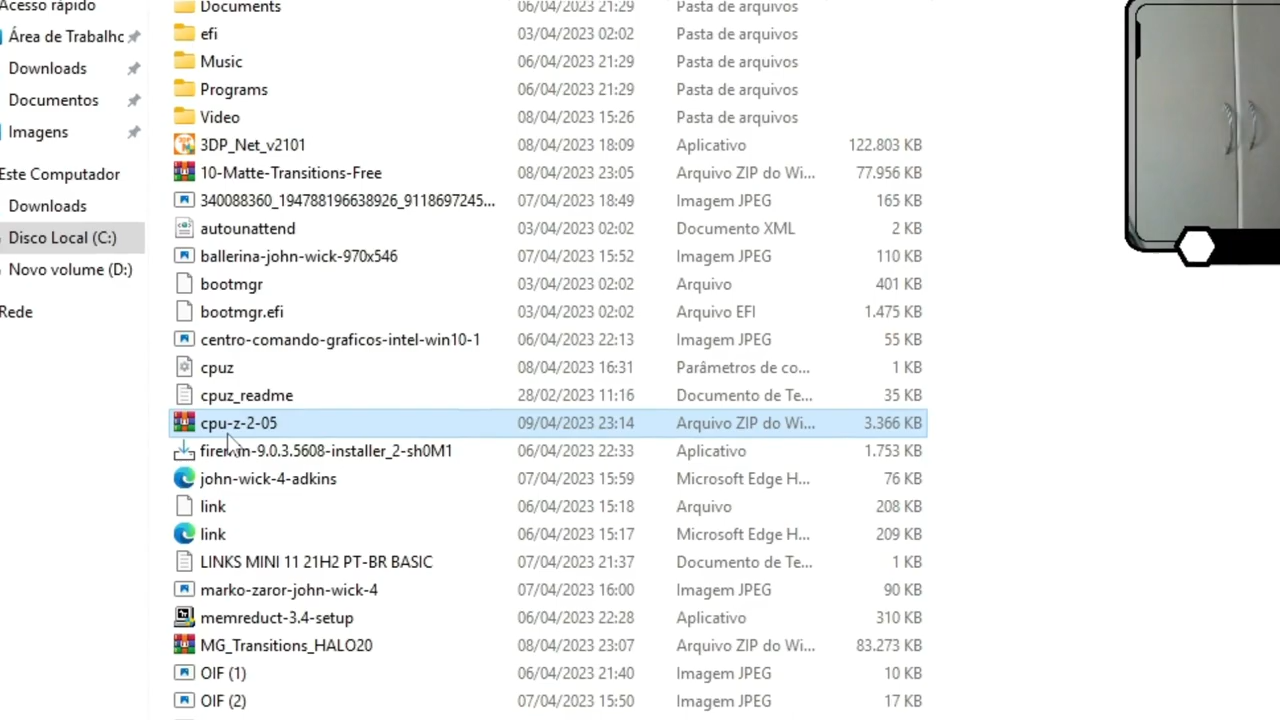 Acesso rápido
Área de Trabalhc
Downloads
Documentos
Imagens
Este Computador
Downloads
Disco Local (C:)
Novo volume (D:)
Rede
Documents 06/04/2023 21:29 Pasta de arquivos
efi 03/04/2023 02:02 Pasta de arquivos
Music 06/04/2023 21:29 Pasta de arquivos
Programs 06/04/2023 21:29 Pasta de arquivos
Video 08/04/2023 15:26 Pasta de arquivos
3DP_Net_v2101 08/04/2023 18:09 Aplicativo 122.803 KB
10-Matte-Transitions-Free 08/04/2023 23:05 Arquivo ZIP do Wi... 77.956 KB
340088360_194788196638926_9118697245... 07/04/2023 18:49 Imagem JPEG 165 KB
autounattend 03/04/2023 02:02 Documento XML 2 KB
ballerina-john-wick-970x546 07/04/2023 15:52 Imagem JPEG 110 KB
bootmgr 03/04/2023 02:02 Arquivo 401 KB
bootmgr.efi 03/04/2023 02:02 Arquivo EFI 1.475 KB
centro-comando-graficos-intel-win10-1 06/04/2023 22:13 Imagem JPEG 55 KB
cpuz 08/04/2023 16:31 Parâmetros de co... 1 KB
cpuz_readme 28/02/2023 11:16 Documento de Te... 35 KB
cpu-z-2-05 09/04/2023 23:14 Arquivo ZIP do Wi... 3.366 KB
06/04/2023 22:33 Aplicativo 1.753 KB
john-wick-4-adkins 07/04/2023 15:59 Microsoft Edge H... 76 KB
link 06/04/2023 15:18 Arquivo 208 KB
link 06/04/2023 15:17 Microsoft Edge H... 209 KB
LINKS MINI 11 21H2 PT-BR BASIC 07/04/2023 21:37 Documento de Te... 1 KB
marko-zaror-john-wick-4 07/04/2023 16:00 Imagem JPEG 90 KB
memreduct-3.4-setup 06/04/2023 22:28 Aplicativo 310 KB
MG_Transitions_HALO20 08/04/2023 23:07 Arquivo ZIP do Wi... 83.273 KB
OIF (1) 06/04/2023 21:40 Imagem JPEG 10 KB
OIF (2) 07/04/2023 15:50 Imagem JPEG 17 KB